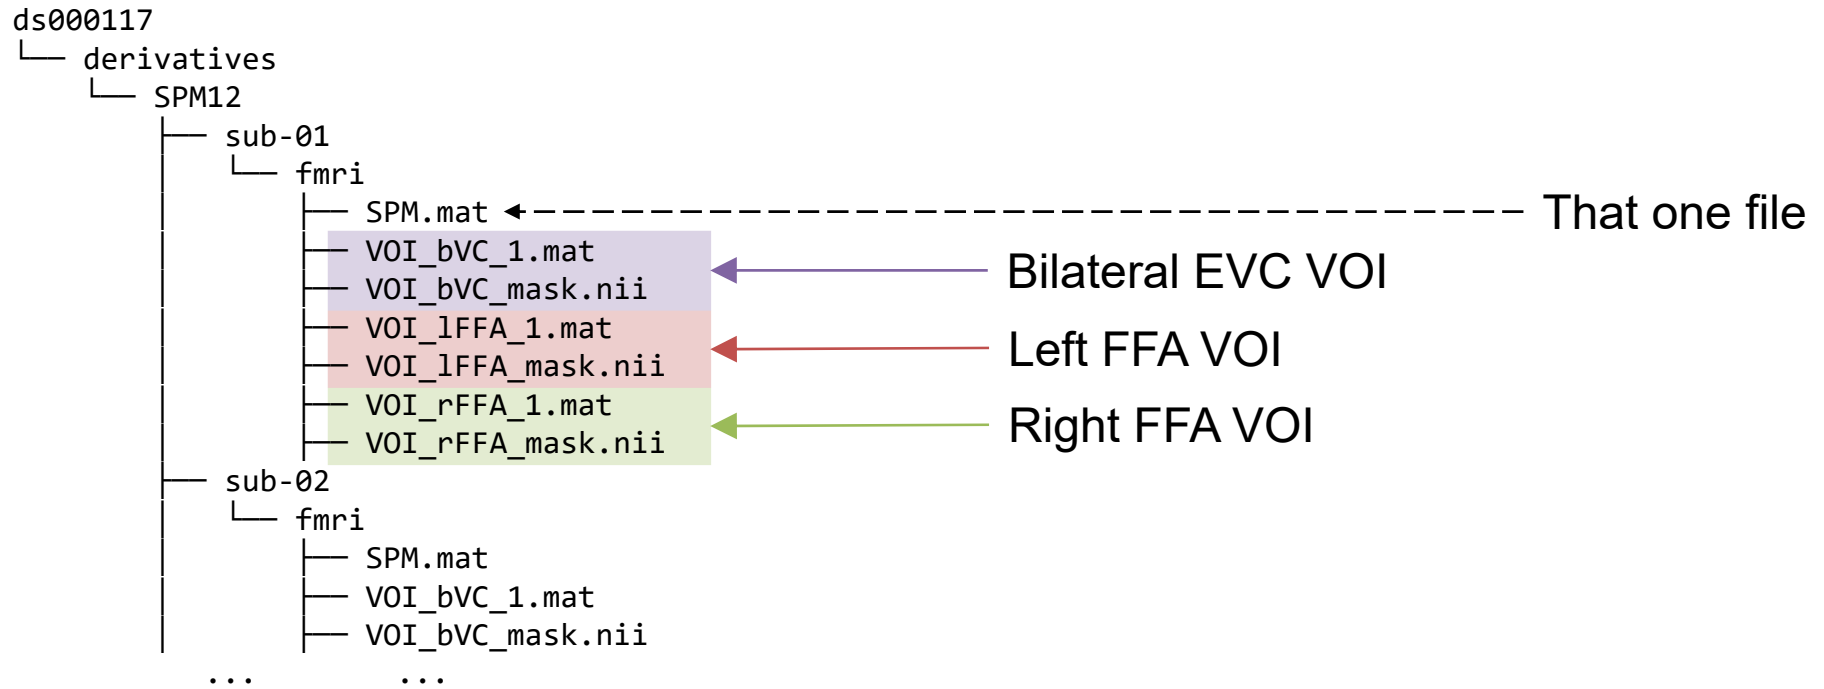 ds000117
└── derivatives
└── SPM12
├── sub-01
│ └── fmri
│ ├── SPM.mat That one file
│ ├── VOI_bVC_1.mat
│ ├── VOI_bVC_mask.nii Bilateral EVC VOI
│ ├── VOI_lFFA_1.mat
│ ├── VOI_lFFA_mask.nii Left FFA VOI
│ ├── VOI_rFFA_1.mat
│ ├── VOI_rFFA_mask.nii Right FFA VOI
├── sub-02
│ └── fmri
│ ├── SPM.mat
│ ├── VOI_bVC_1.mat
│ ├── VOI_bVC_mask.nii
... ...